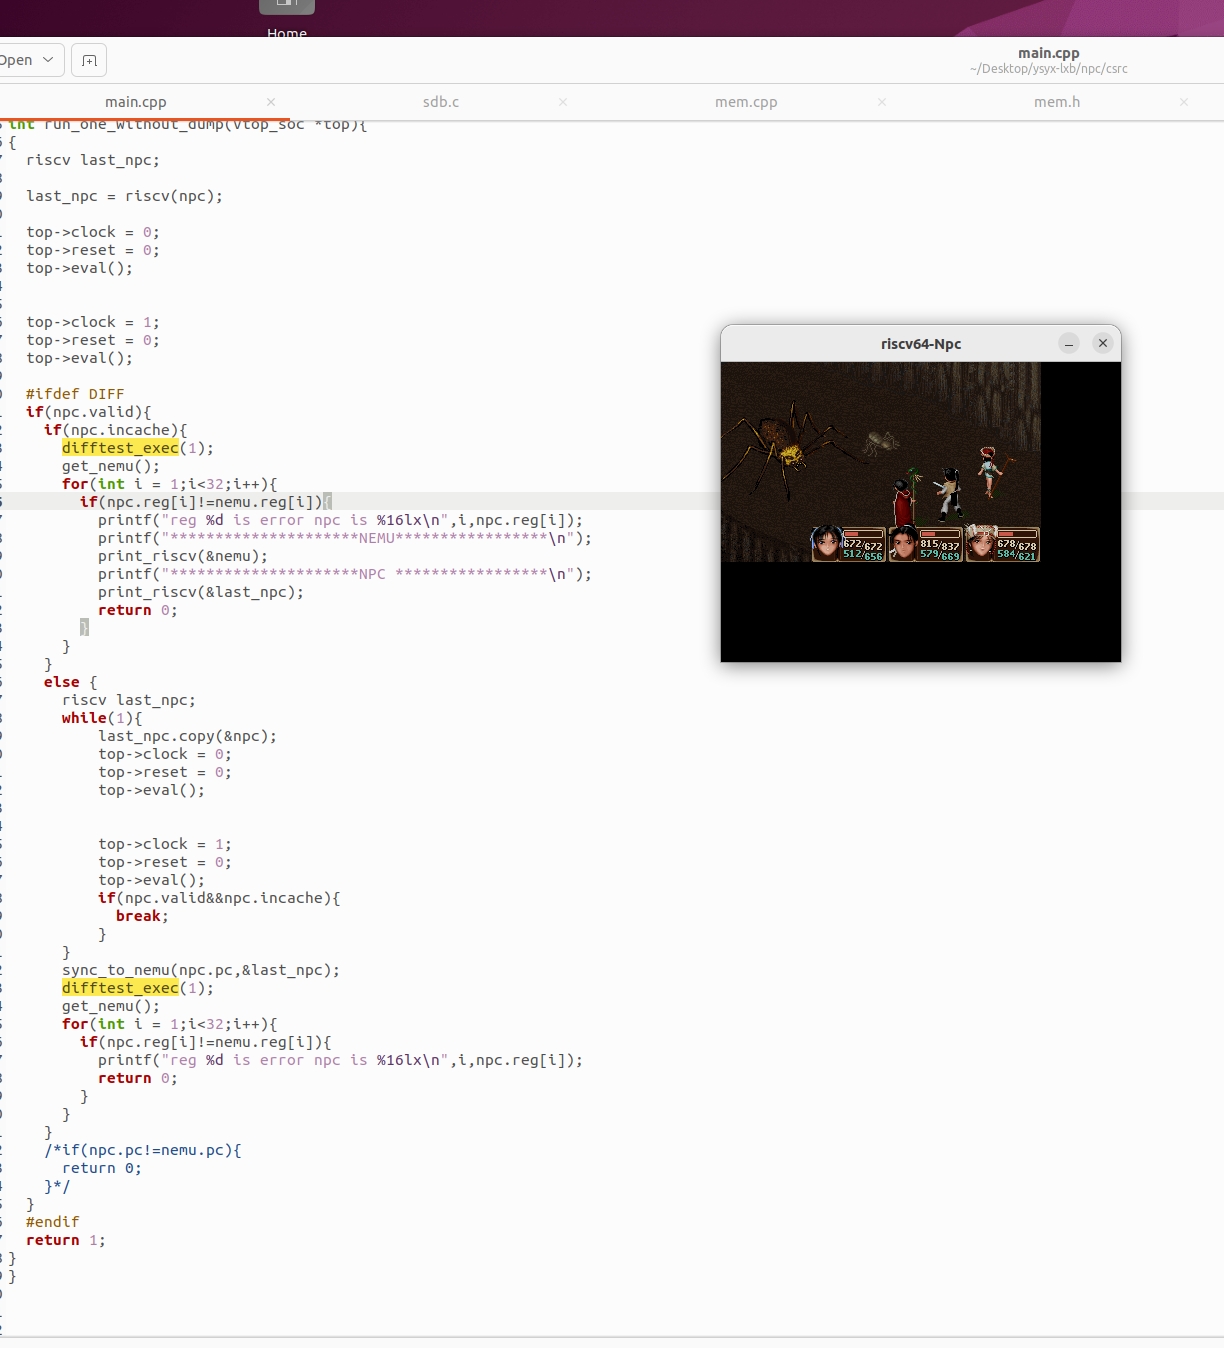 Home
Open
main.cpp
~/Desktop/ysyx-lxb/npc/csrc
main.cpp × sdb.c × mem.cpp × mem.h ×
int run_one_without_dump(Vtop_soc *top){
{
riscv last_npc;
last_npc = riscv(npc);
top->clock = 0;
top->reset = 0;
top->eval();
top->clock = 1;
top->reset = 0;
top->eval();
#ifdef DIFF
if(npc.valid){
if(npc.incache){
difftest_exec(1);
get_nemu();
for(int i = 1;i<32;i++){
if(npc.reg[i]!=nemu.reg[i]){
printf("reg %d is error npc is %16lx\n",i,npc.reg[i]);
printf("*********************NEMU*****************\n");
print_riscv(&nemu);
printf("*********************NPC *****************\n");
print_riscv(&last_npc);
return 0;
}
}
}
else {
riscv last_npc;
while(1){
last_npc.copy(&npc);
top->clock = 0;
top->reset = 0;
top->eval();
top->clock = 1;
top->reset = 0;
top->eval();
if(npc.valid&&npc.incache){
break;
}
}
sync_to_nemu(npc.pc,&last_npc);
difftest_exec(1);
get_nemu();
for(int i = 1;i<32;i++){
if(npc.reg[i]!=nemu.reg[i]){
printf("reg %d is error npc is %16lx\n",i,npc.reg[i]);
return 0;
}
}
}
/*if(npc.pc!=nemu.pc){
return 0;
}*/
}
#endif
return 1;
}
}
riscv64-Npc
672/672 815/837 678/678
512/656 579/669 584/621